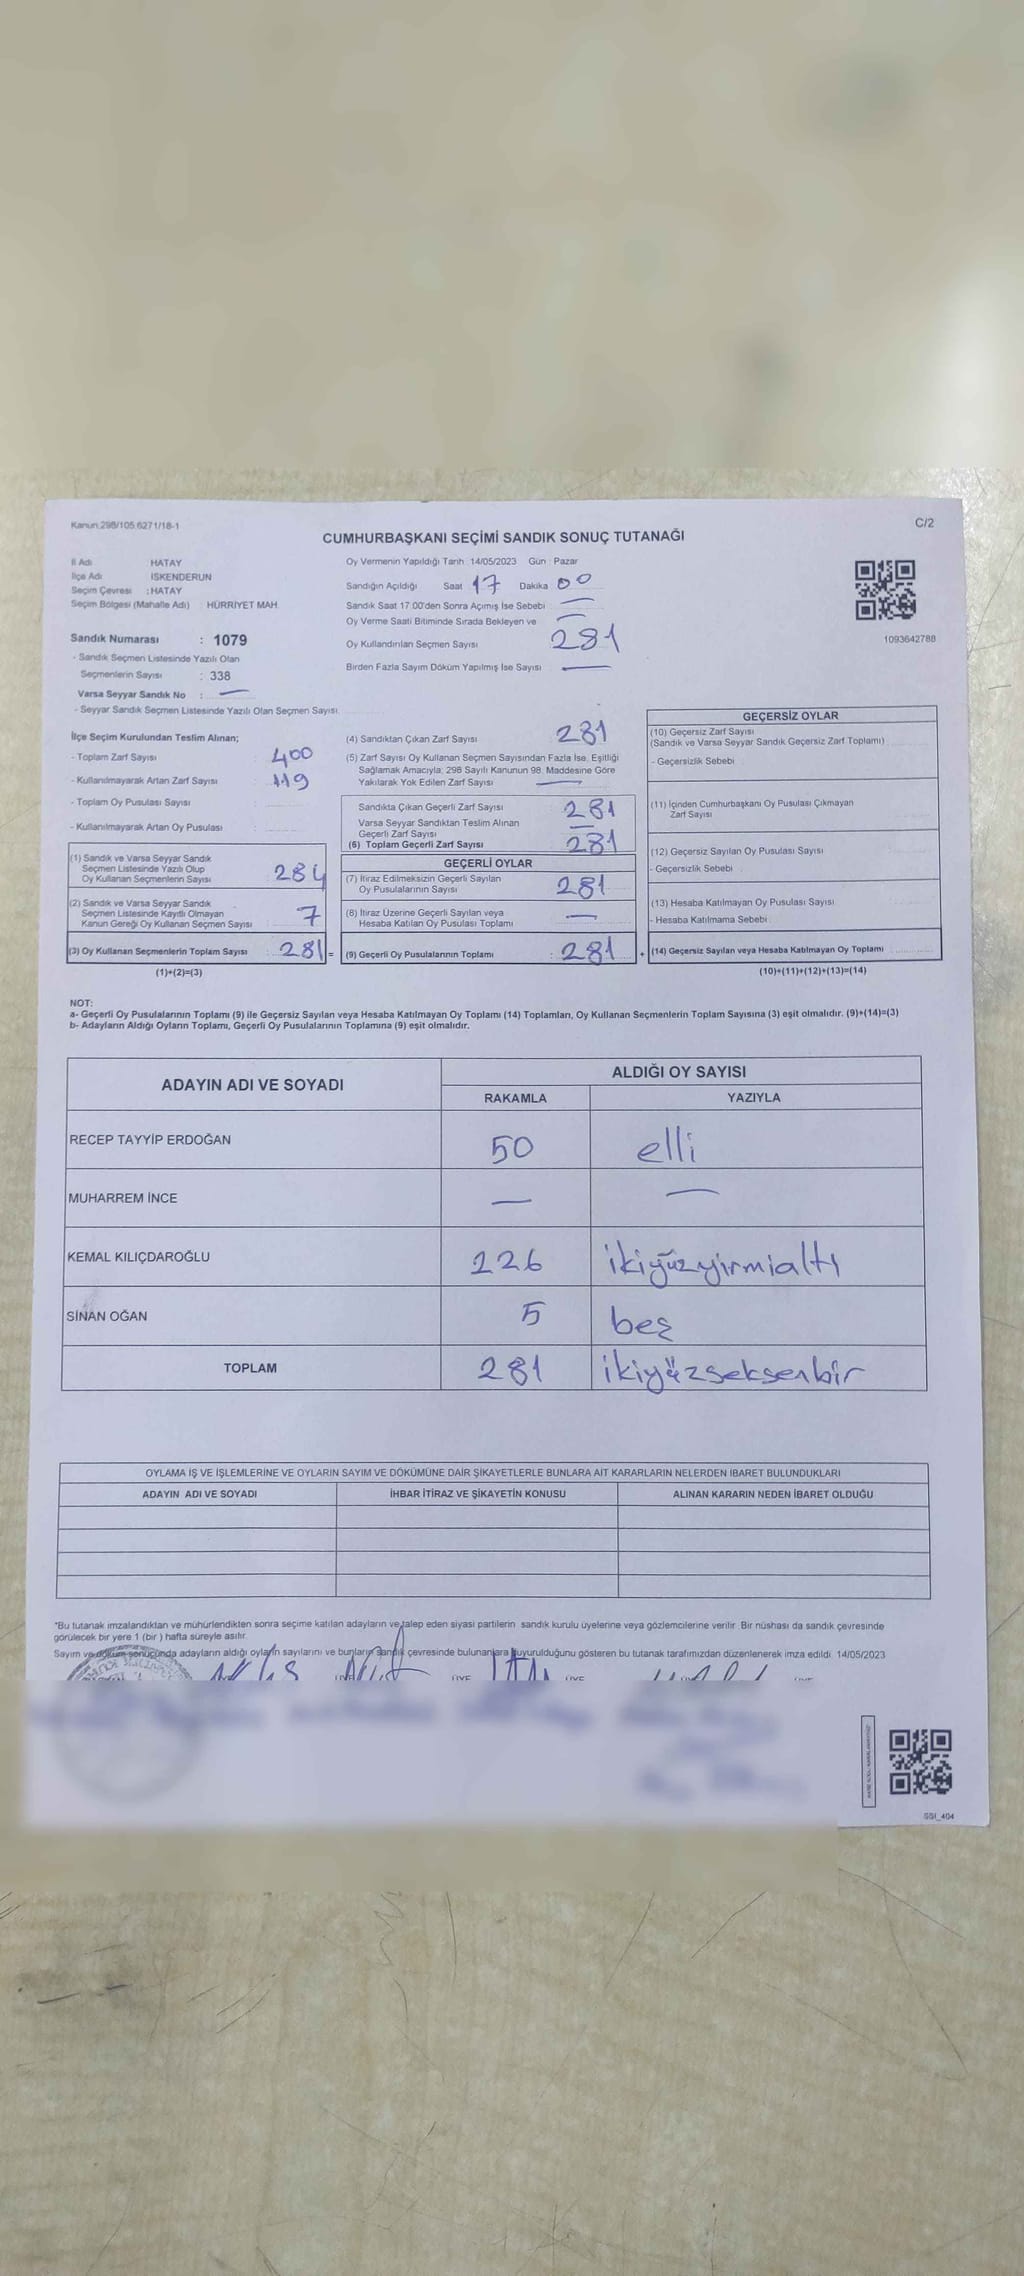 Kanun:298/105,6271/18-1
C/2
CUMHURBAŞKANI SEÇİMİ SANDIK SONUÇ TUTANAĞI
İl Adı HATAY
İlçe Adı İSKENDERUN
Seçim Çevresi : HATAY
Seçim Bölgesi (Mahalle Adı) : HÜRRİYET MAH.
Sandık Numarası : 1079
- Sandık Seçmen Listesinde Yazılı Olan
Seçmenlerin Sayısı : 338
Varsa Seyyar Sandık No : —
- Seyyar Sandık Seçmen Listesinde Yazılı Olan Seçmen Sayısı:
Oy Vermenin Yapıldığı Tarih : 14/05/2023 Gün : Pazar
Sandığın Açıldığı Saat 17 Dakika 00
Sandık Saat 17:00'den Sonra Açımış İse Sebebi —
Oy Verme Saati Bitiminde Sırada Bekleyen ve —
Oy Kullandırılan Seçmen Sayısı 281
Birden Fazla Sayım Döküm Yapılmış İse Sayısı —
1093642788
İlçe Seçim Kurulundan Teslim Alınan;
- Toplam Zarf Sayısı : 400
- Kullanılmayarak Artan Zarf Sayısı : 119
- Toplam Oy Pusulası Sayısı :
- Kullanılmayarak Artan Oy Pusulası :
(1) Sandık ve Varsa Seyyar Sandık
Seçmen Listesinde Yazılı Olup
Oy Kullanan Seçmenlerin Sayısı 284
(2) Sandık ve Varsa Seyyar Sandık
Seçmen Listesinde Kayıtlı Olmayan
Kanun Gereği Oy Kullanan Seçmen Sayısı 7
(3) Oy Kullanan Seçmenlerin Toplam Sayısı : 281 =
(1)+(2)=(3)
(4) Sandıktan Çıkan Zarf Sayısı 281
(5) Zarf Sayısı Oy Kullanan Seçmen Sayısından Fazla İse, Eşitliği
Sağlamak Amacıyla; 298 Sayılı Kanunun 98. Maddesine Göre
Yakılarak Yok Edilen Zarf Sayısı —
Sandıkta Çıkan Geçerli Zarf Sayısı 281
Varsa Seyyar Sandıktan Teslim Alınan
Geçerli Zarf Sayısı —
(6) Toplam Geçerli Zarf Sayısı 281
GEÇERLİ OYLAR
(7) İtiraz Edilmeksizin Geçerli Sayılan
Oy Pusulalarının Sayısı 281
(8) İtiraz Üzerine Geçerli Sayılan veya
Hesaba Katılan Oy Pusulası Toplamı —
(9) Geçerli Oy Pusulalarının Toplamı : 281 +
GEÇERSİZ OYLAR
(10) Geçersiz Zarf Sayısı
(Sandık ve Varsa Seyyar Sandık Geçersiz Zarf Toplamı)
- Geçersizlik Sebebi
(11) İçinden Cumhurbaşkanı Oy Pusulası Çıkmayan
Zarf Sayısı
(12) Geçersiz Sayılan Oy Pusulası Sayısı
- Geçersizlik Sebebi :
(13) Hesaba Katılmayan Oy Pusulası Sayısı
- Hesaba Katılmama Sebebi
(14) Geçersiz Sayılan veya Hesaba Katılmayan Oy Toplamı :
(10)+(11)+(12)+(13)=(14)
NOT:
a- Geçerli Oy Pusulalarının Toplamı (9) ile Geçersiz Sayılan veya Hesaba Katılmayan Oy Toplamı (14) Toplamları, Oy Kullanan Seçmenlerin Toplam Sayısına (3) eşit olmalıdır. (9)+(14)=(3)
b- Adayların Aldığı Oyların Toplamı, Geçerli Oy Pusulalarının Toplamına (9) eşit olmalıdır.
ADAYIN ADI VE SOYADI ALDIĞI OY SAYISI
RAKAMLA YAZIYLA
RECEP TAYYİP ERDOĞAN 50 elli
MUHARREM İNCE — —
KEMAL KILIÇDAROĞLU 226 ikiyüzyirmialtı
SİNAN OĞAN 5 beş
TOPLAM 281 ikiyüzseksenbir
OYLAMA İŞ VE İŞLEMLERİNE VE OYLARIN SAYIM VE DÖKÜMÜNE DAİR ŞİKAYETLERLE BUNLARA AİT KARARLARIN NELERDEN İBARET BULUNDUKLARI
ADAYIN ADI VE SOYADI İHBAR İTİRAZ VE ŞİKAYETİN KONUSU ALINAN KARARIN NEDEN İBARET OLDUĞU
*Bu tutanak imzalandıktan ve mühürlendikten sonra seçime katılan adayların ve talep eden siyasi partilerin sandık kurulu üyelerine veya gözlemcilerine verilir. Bir nüshası da sandık çevresinde
görülecek bir yere 1 (bir ) hafta süreyle asılır.
Sayım ve döküm sonucunda adayların aldığı oyların sayılarını ve bunların sandık çevresinde bulunanlara duyurulduğunu gösteren bu tutanak tarafımızdan düzenlenerek imza edildi. 14/05/2023
SSI_404